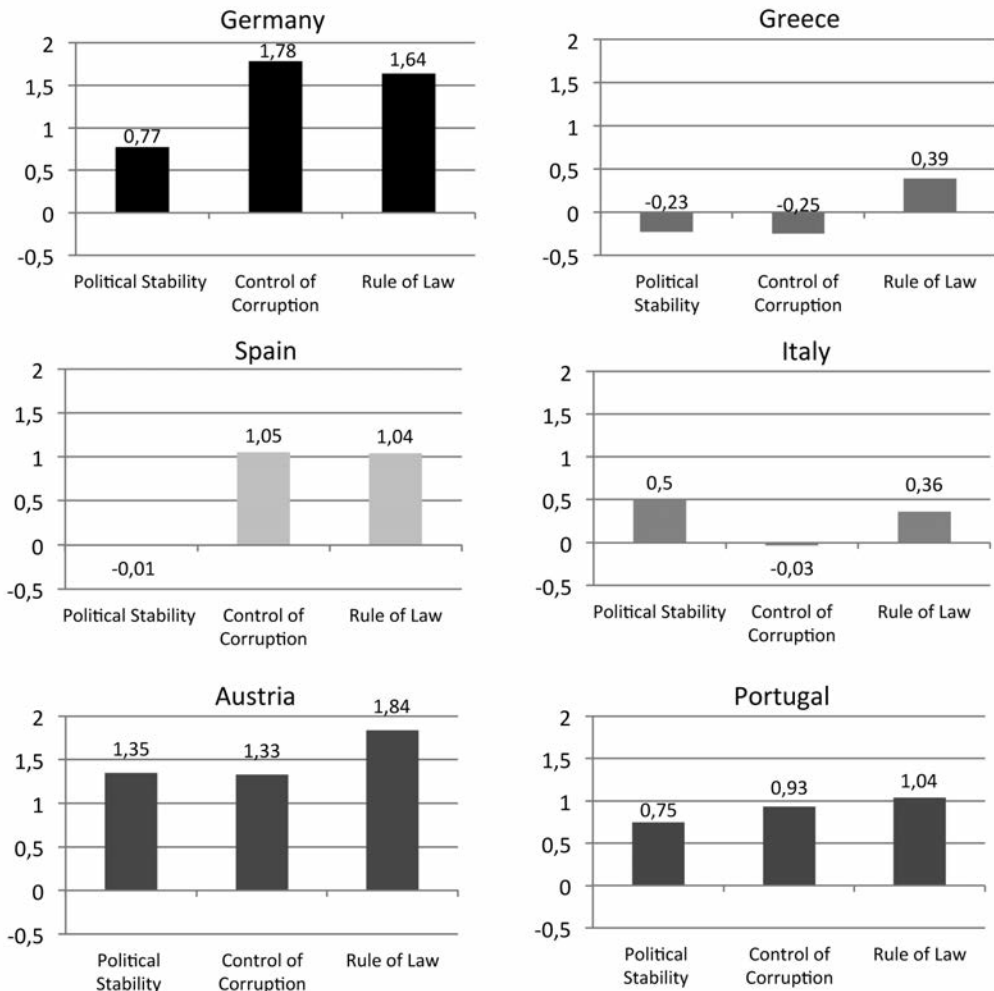 Germany
2
1,5
1
0,5
0
-0,5
0,77
1,78
1,64
Political Stability
Control of
Corruption
Rule of Law
Greece
2
1,5
1
0,5
0
-0,5
-0,23
-0,25
0,39
Political
Stability
Control of
Corruption
Rule of Law
Spain
2
1,5
1
0,5
0
-0,5
-0,01
1,05
1,04
Political Stability
Control of
Corruption
Rule of Law
Italy
2
1,5
1
0,5
0
-0,5
0,5
-0,03
0,36
Political Stability
Control of
Corruption
Rule of Law
Austria
2
1,5
1
0,5
0
-0,5
1,35
1,33
1,84
Political
Stability
Control of
Corruption
Rule of Law
Portugal
2
1,5
1
0,5
0
-0,5
0,75
0,93
1,04
Political
Stability
Control of
Corruption
Rule of Law